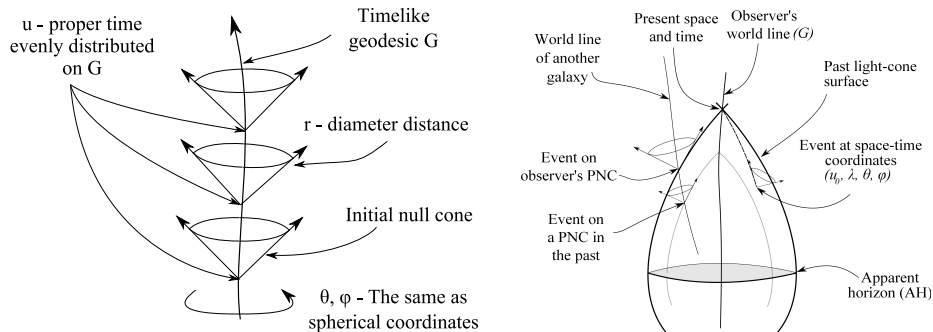 u - proper time
evenly distributed
on G
Timelike
geodesic G
r - diameter distance
Initial null cone
θ, φ - The same as
spherical coordinates
Present space
and time
Observer's
world line (G)
World line
of another
galaxy
Past light-cone
surface
Event on
observer's PNC
Event at space-time
coordinates
(u₀, λ, θ, φ)
Event on
a PNC in
the past
Apparent
horizon (AH)